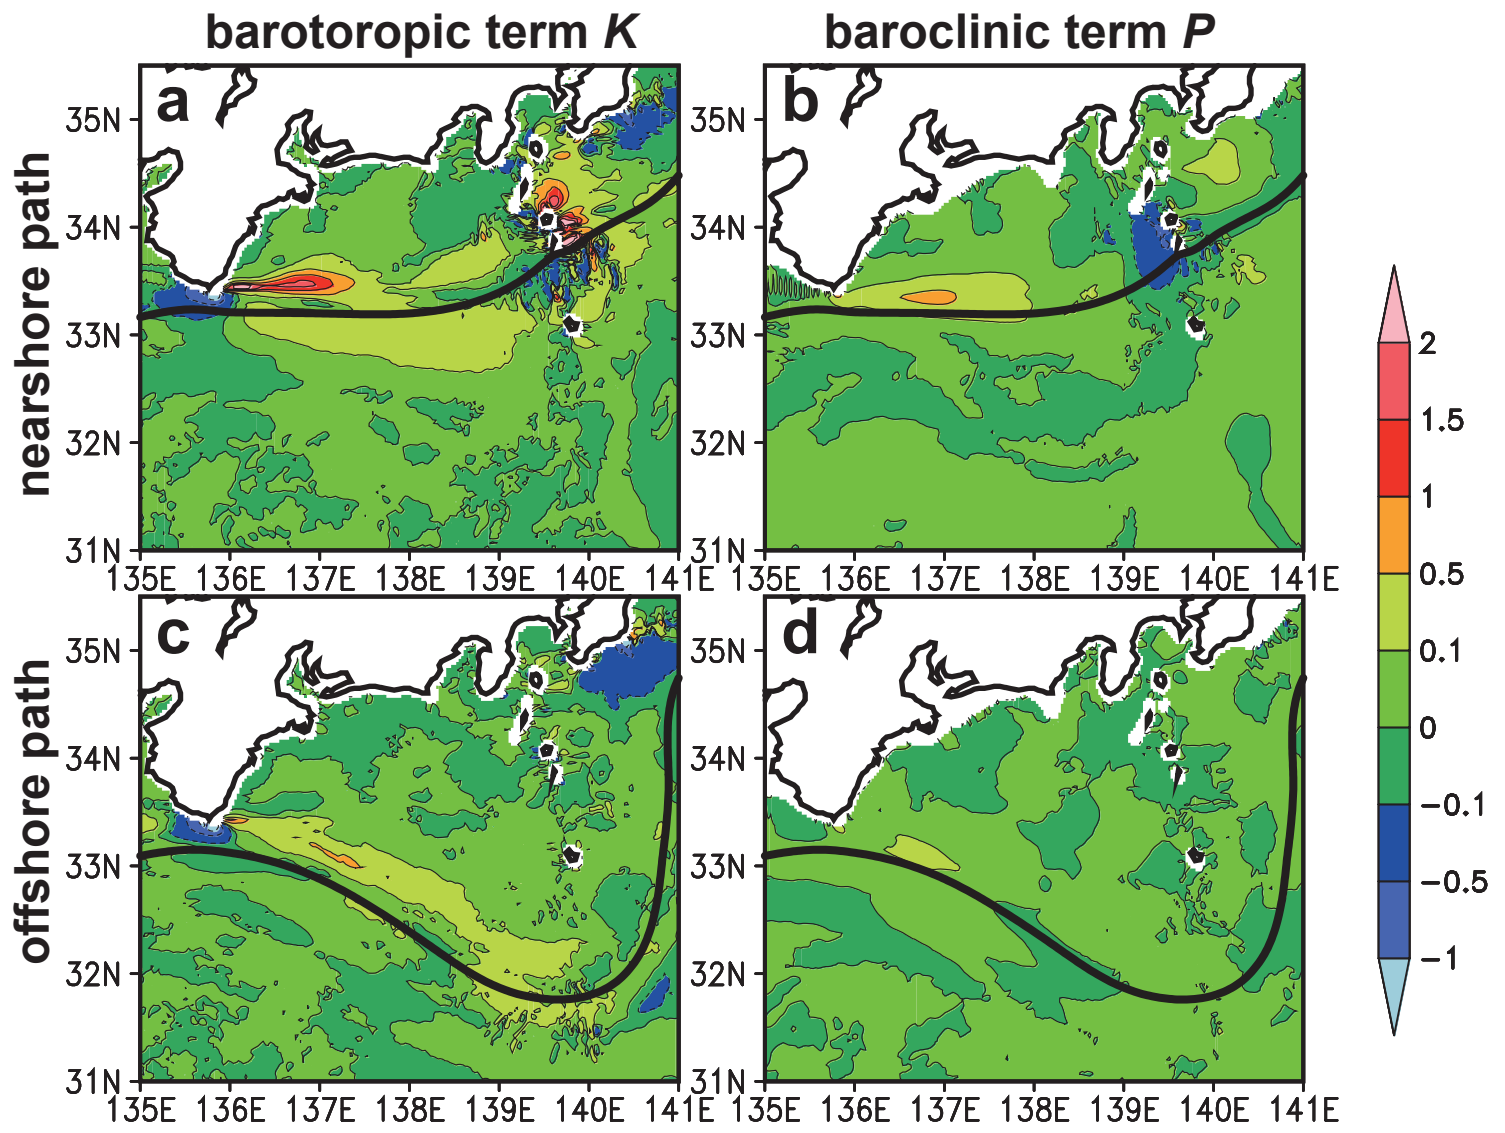 barotoropic term K
baroclinic term P
nearshore path
a
35N
34N
33N
32N
31N
135E 136E 137E 138E 139E 140E 141E
b
35N
34N
33N
32N
31N
135E 136E 137E 138E 139E 140E 141E
offshore path
c
35N
34N
33N
32N
31N
135E 136E 137E 138E 139E 140E 141E
d
35N
34N
33N
32N
31N
135E 136E 137E 138E 139E 140E 141E
2
1.5
1
0.5
0.1
0
−0.1
−0.5
−1